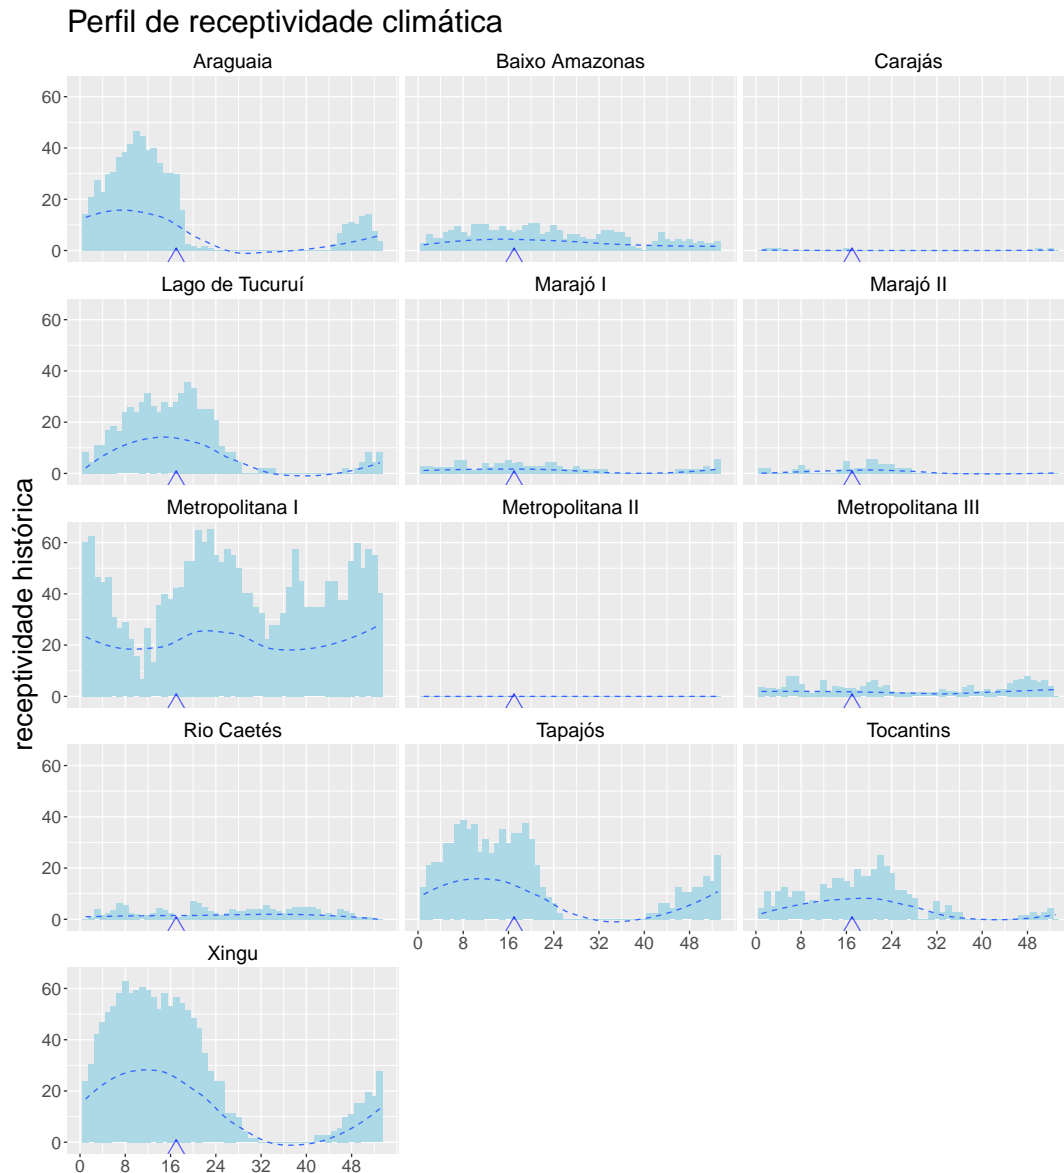 Perfil de receptividade climática
Araguaia Baixo Amazonas Carajás
60
40
20
0
Lago de Tucuruí Marajó I Marajó II
60
40
20
0
receptividade histórica
Metropolitana I Metropolitana II Metropolitana III
60
40
20
0
Rio Caetés Tapajós Tocantins
60
40
20
0
0 8 16 24 32 40 48 0 8 16 24 32 40 48
Xingu
60
40
20
0
0 8 16 24 32 40 48